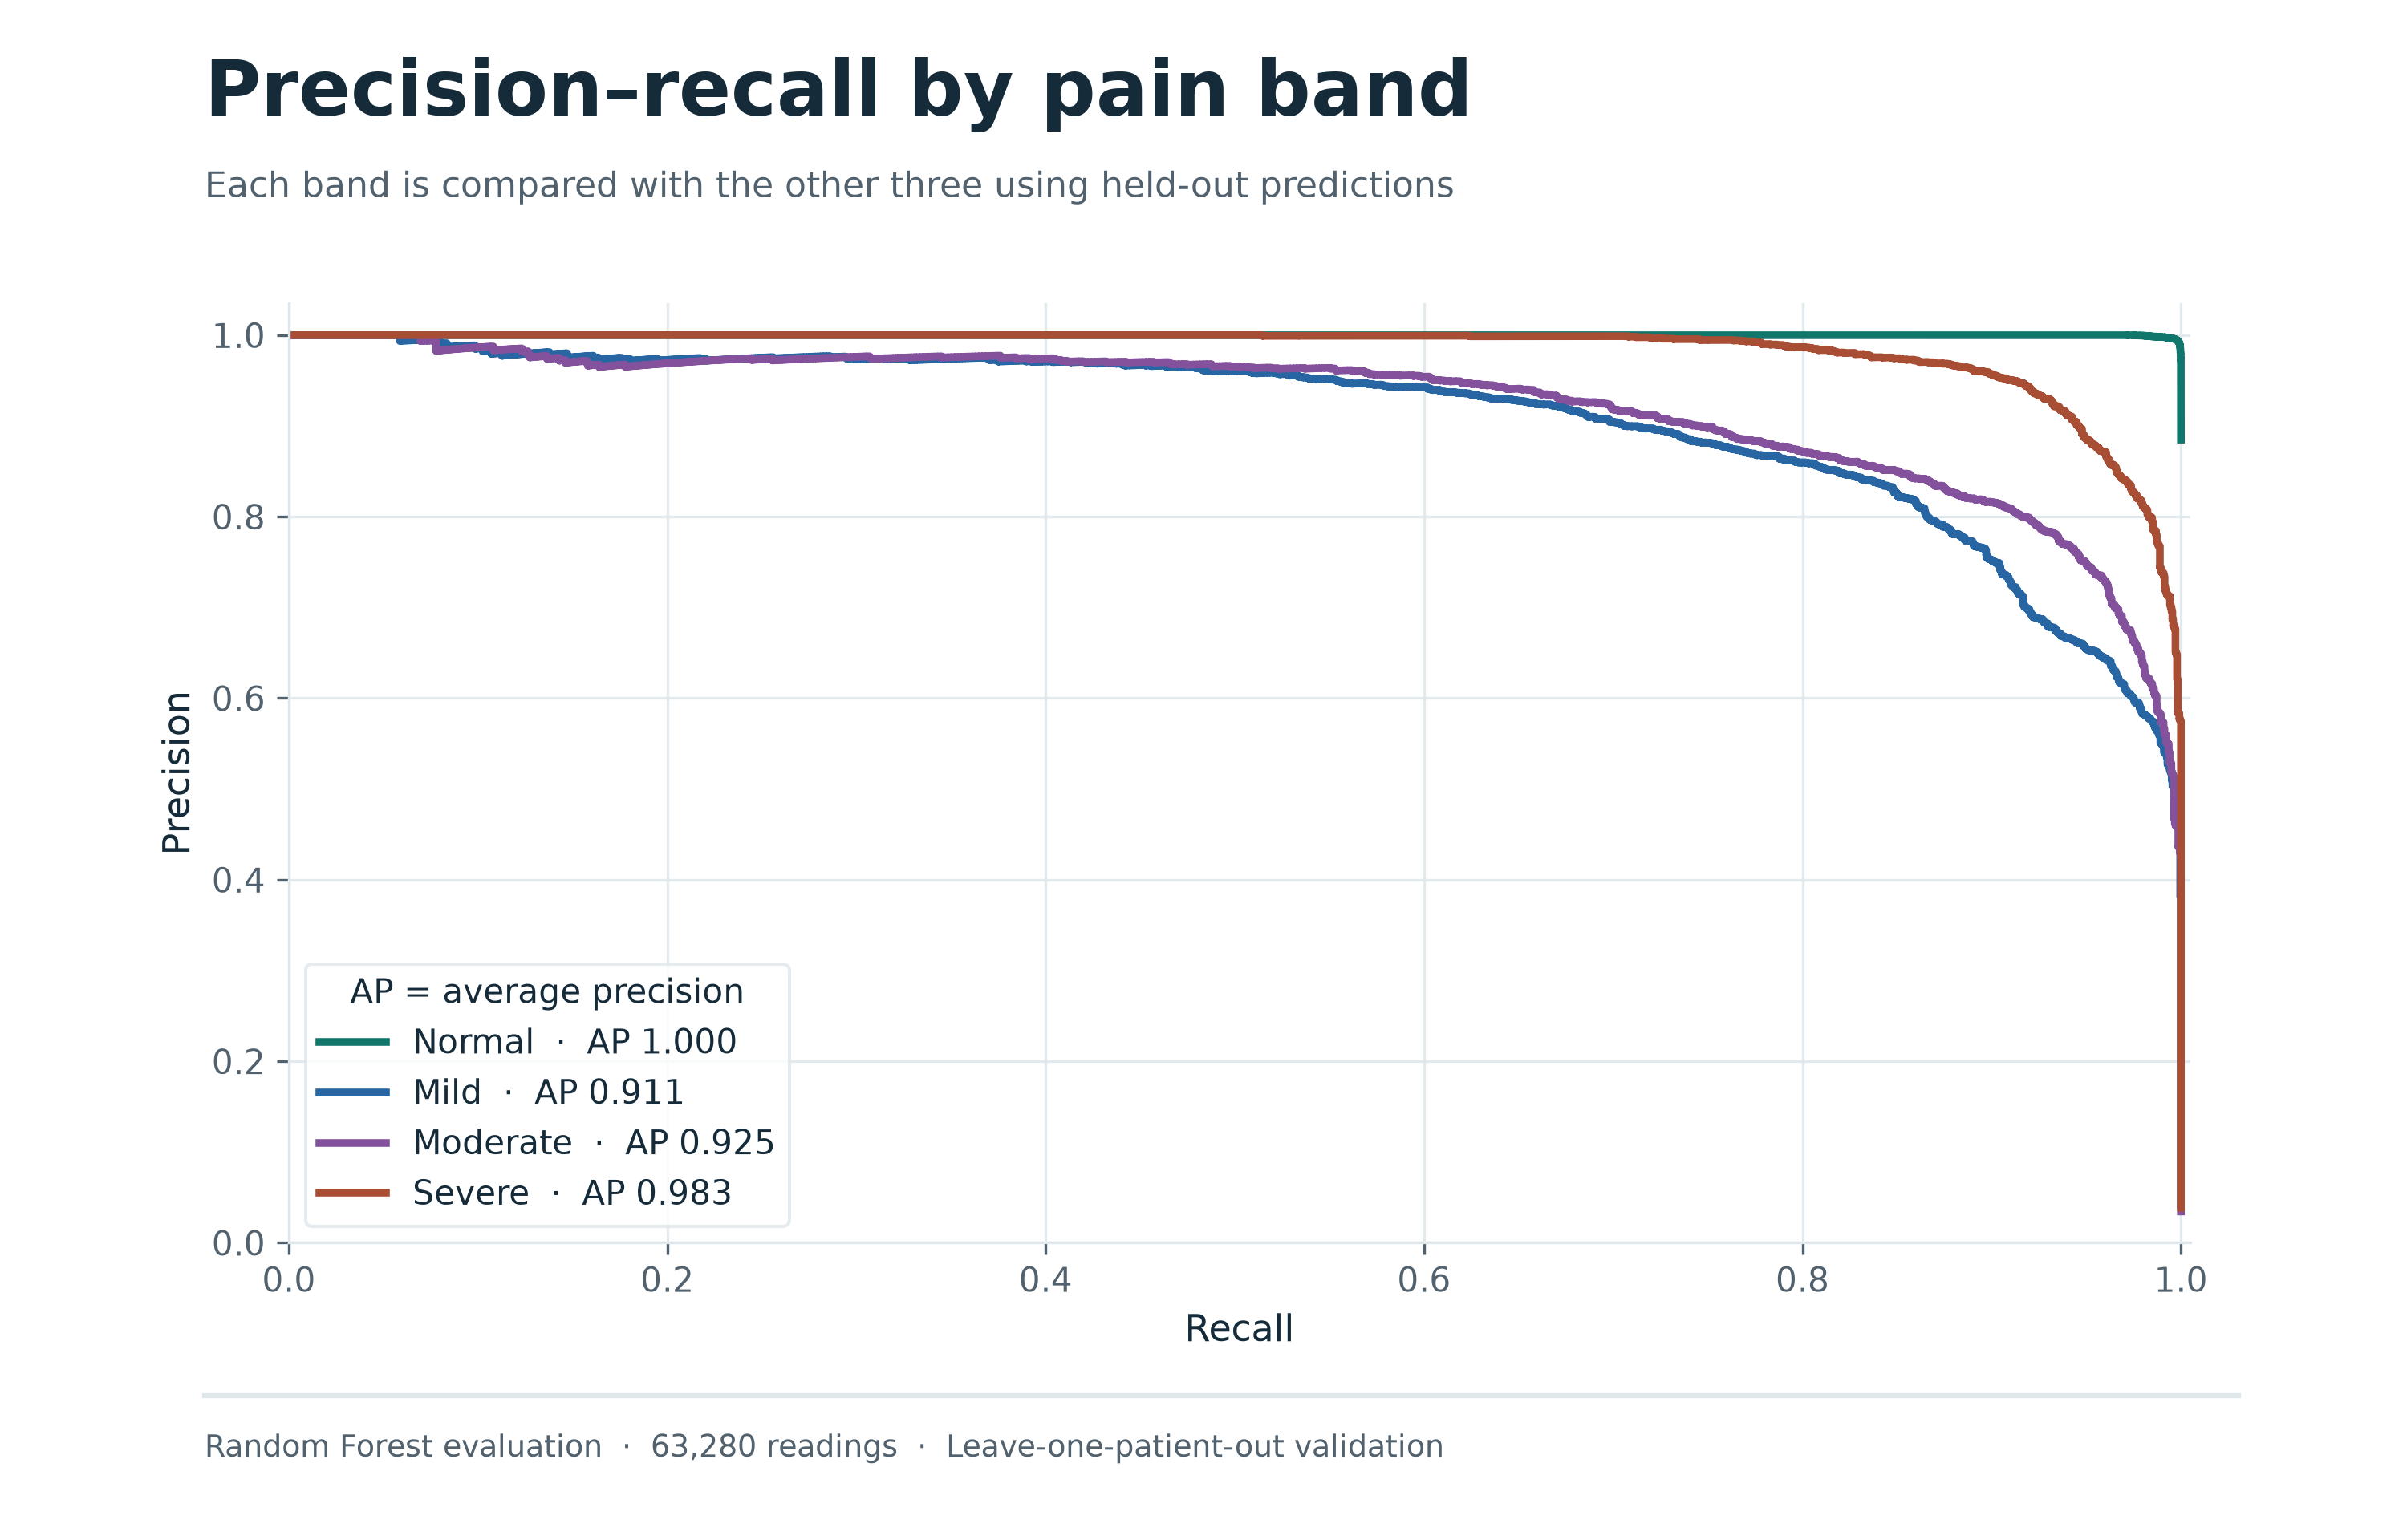 Precision–recall by pain band
Each band is compared with the other three using held-out predictions
Precision
1.0
0.8
0.6
0.4
0.2
0.0
AP = average precision
Normal · AP 1.000
Mild · AP 0.911
Moderate · AP 0.925
Severe · AP 0.983
0.0 0.2 0.4 0.6 0.8 1.0
Recall
Random Forest evaluation · 63,280 readings · Leave-one-patient-out validation